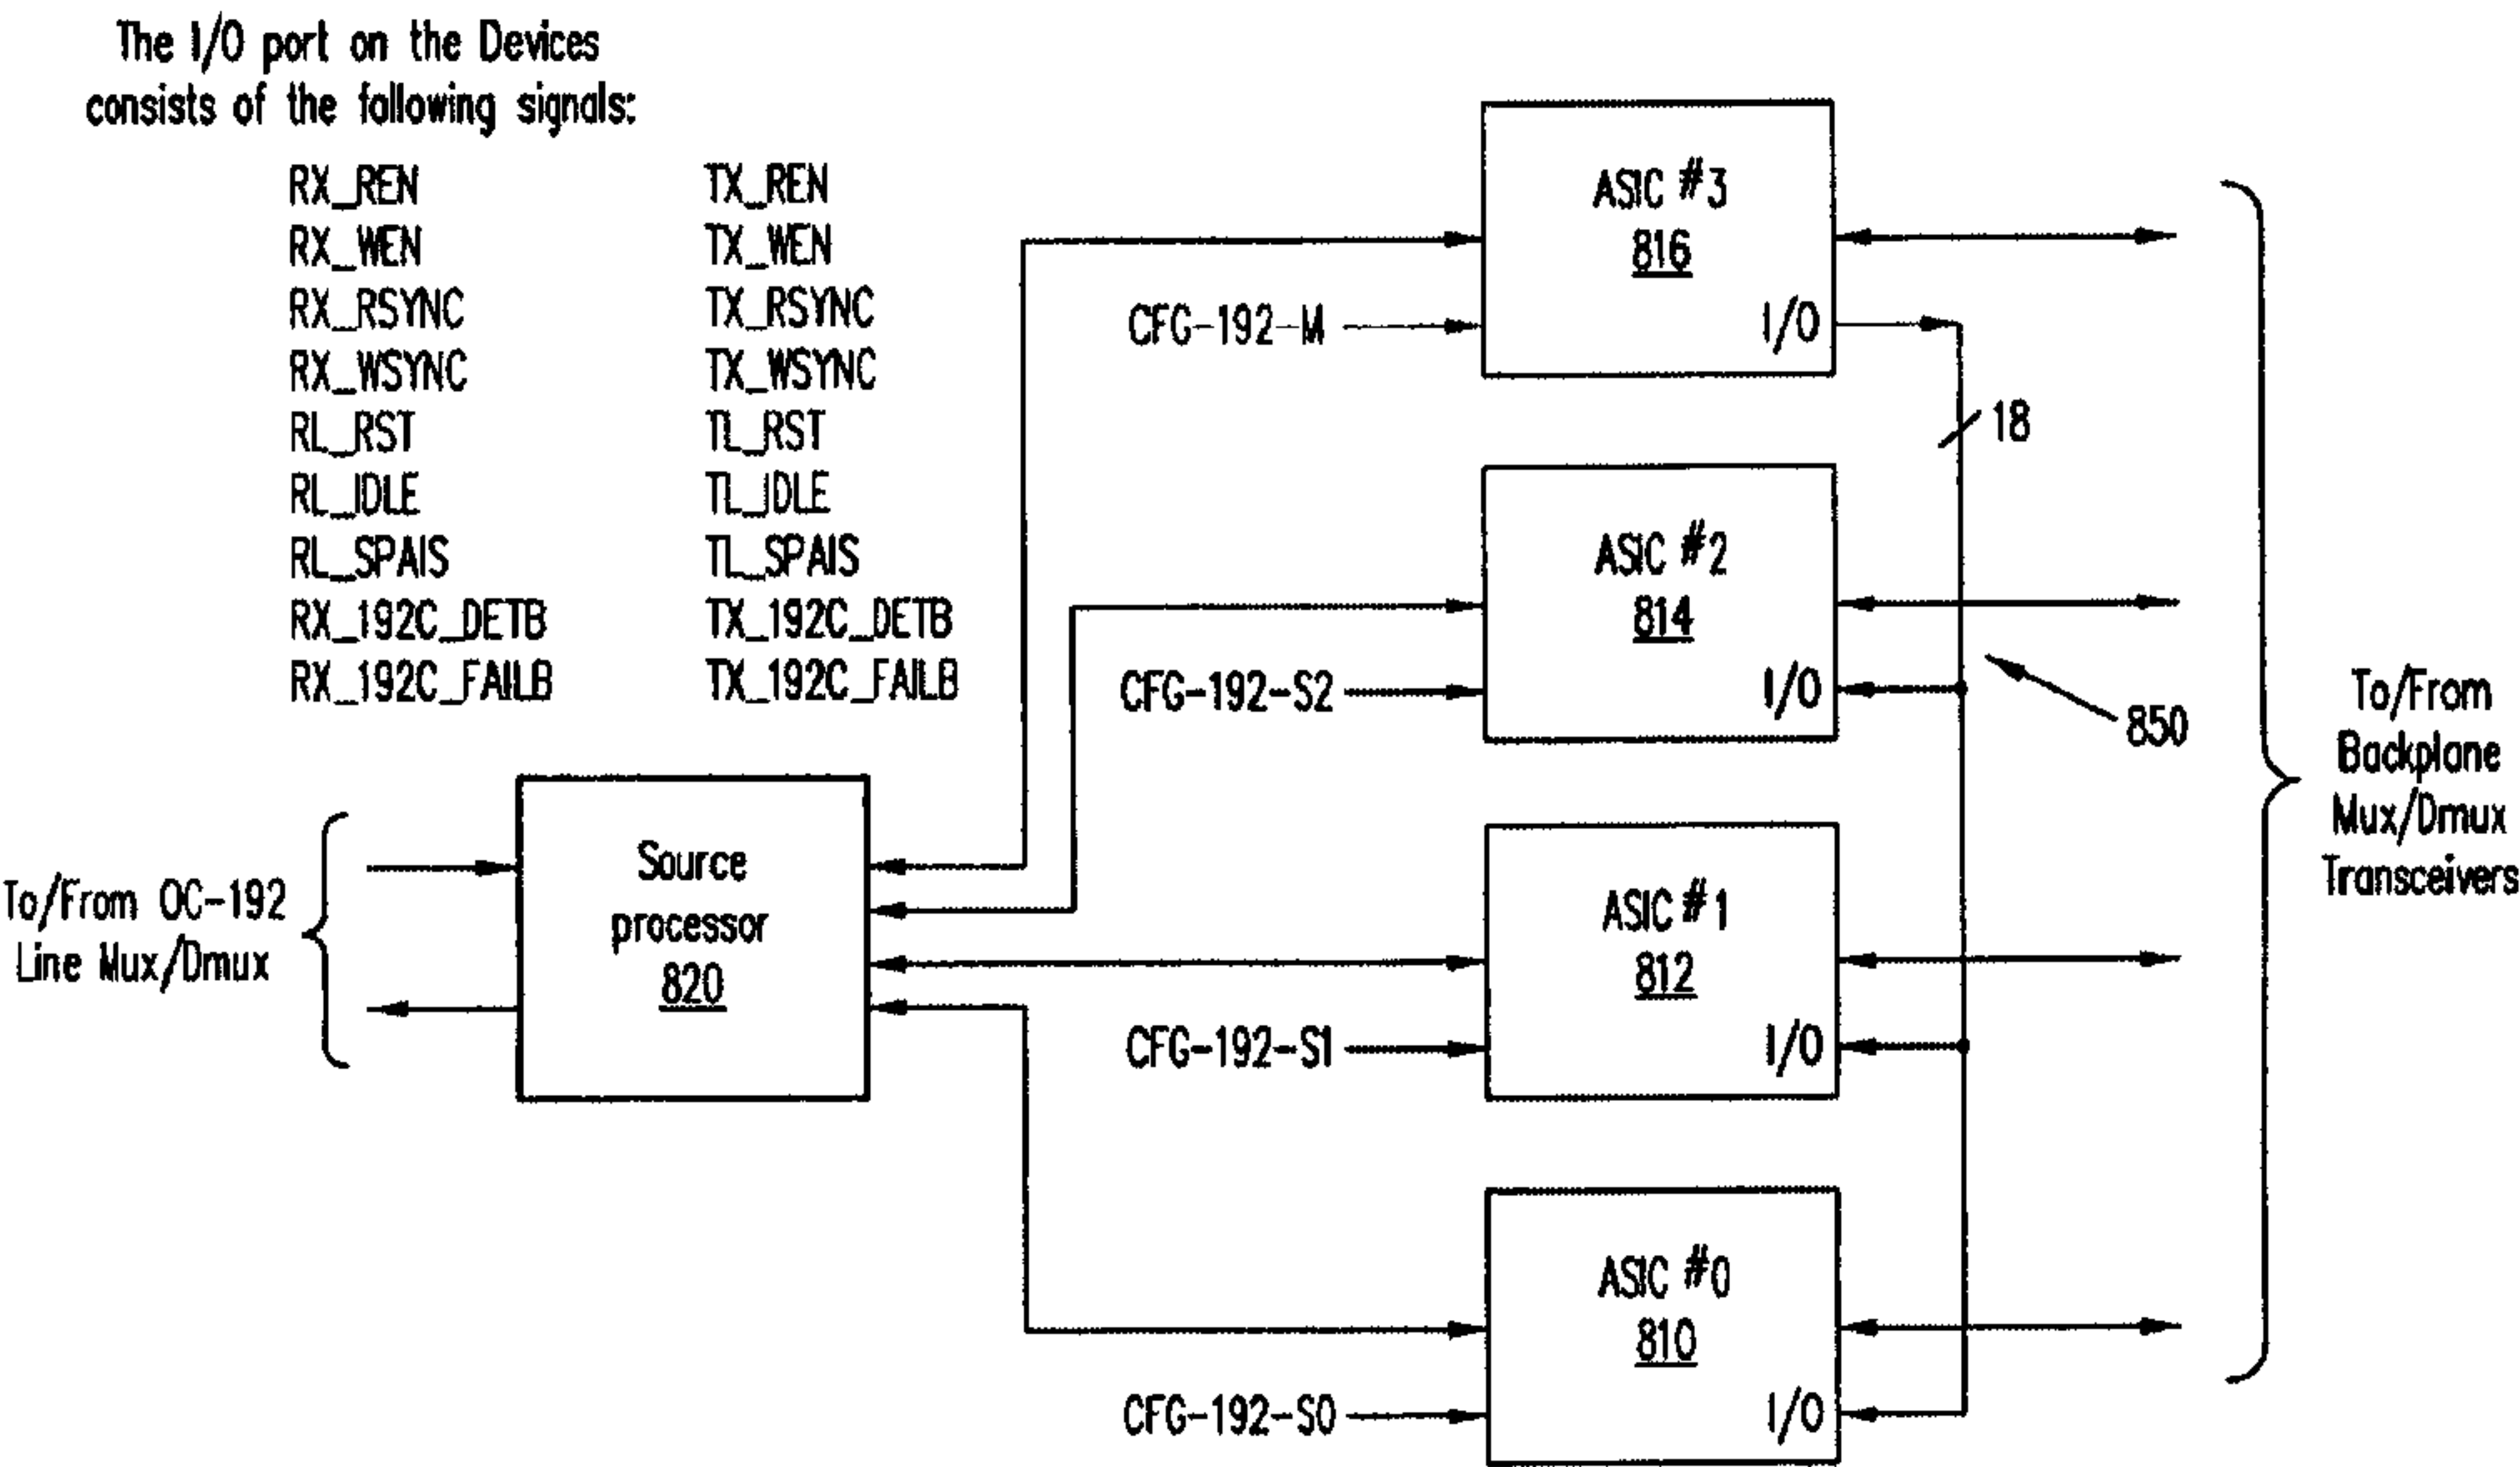 The I/O port on the Devices
consists of the following signals:
RX_REN TX_REN
RX_WEN TX_WEN
RX_RSYNC TX_RSYNC
RX_WSYNC TX_WSYNC
RL_RST TL_RST
RL_IDLE TL_IDLE
RL_SPAIS TL_SPAIS
RX_192C_DETB TX_192C_DETB
RX_192C_FAILB TX_192C_FAILB
To/From OC-192
Line Mux/Dmux
Source
processor
820
ASIC #3
816
CFG-192-M
I/O
18
ASIC #2
814
CFG-192-S2
I/O
850
ASIC #1
812
CFG-192-S1
I/O
ASIC #0
810
CFG-192-S0
I/O
To/From
Backplane
Mux/Dmux
Transceivers